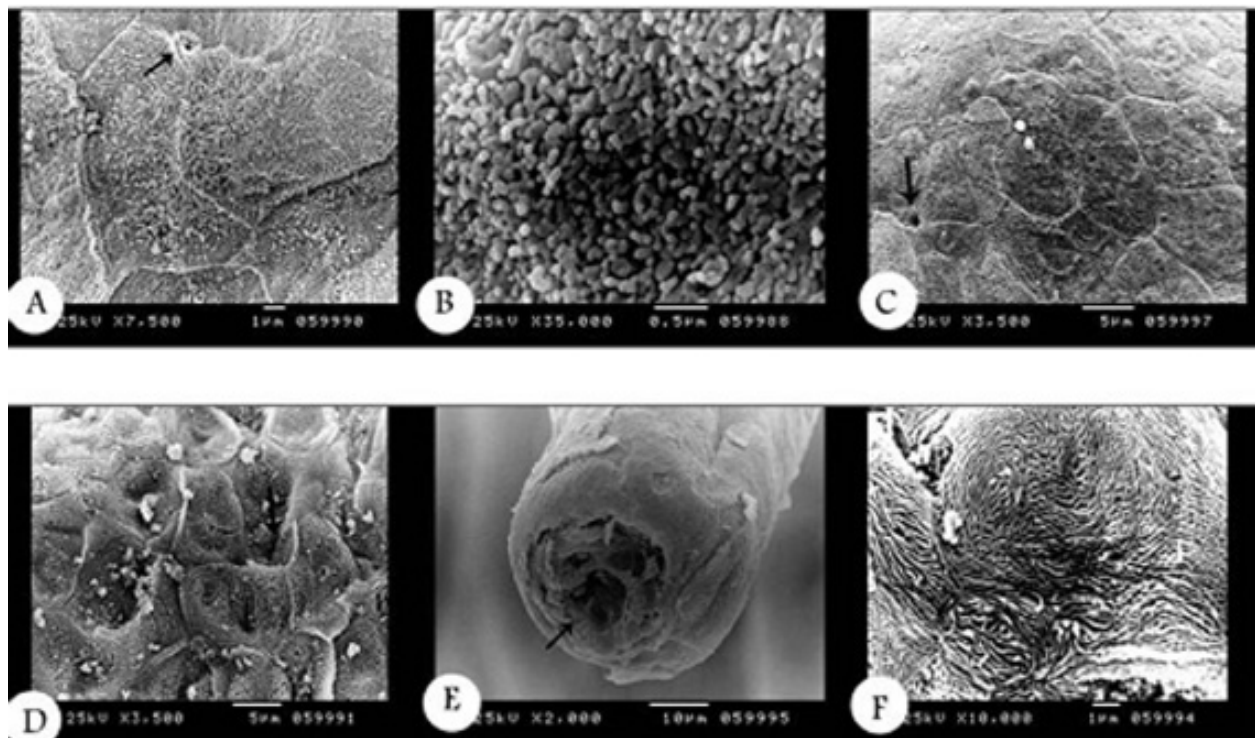 A
25kV X7,500 1µm 059990
B
25kV X35,000 0.5µm 059988
C
25kV X3,500 5µm 059997
D
25kV X3,500 5µm 059991
E
25kV X2,000 10µm 059995
F
25kV X10,000 1µm 059994